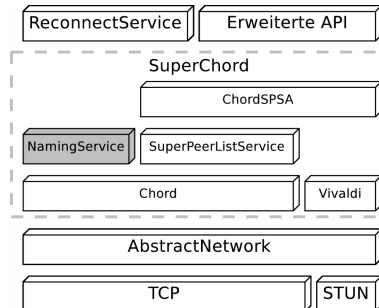 ReconnectService Erweiterte API
SuperChord
ChordSPSA
NamingService SuperPeerListService
Chord Vivaldi
AbstractNetwork
TCP STUN